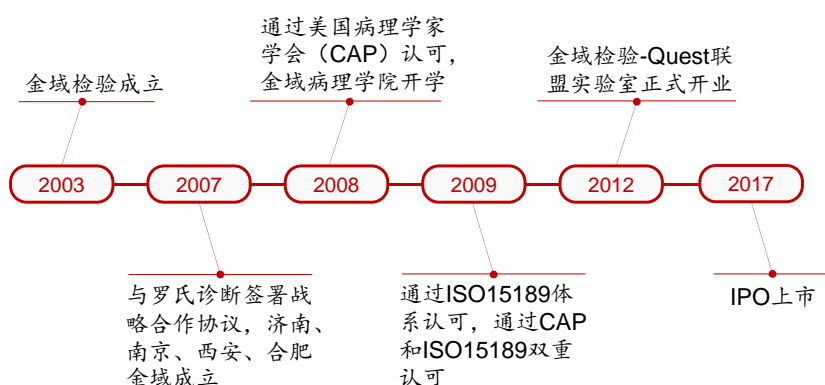 通过美国病理学家
学会（CAP）认可，
金域病理学院开学
金域检验-Quest联
盟实验室正式开业
金域检验成立
2003
2007
2008
2009
2012
2017
与罗氏诊断签署战
略合作协议，济南、
南京、西安、合肥
金域成立
通过ISO15189体
系认可，通过CAP
和ISO15189双重
认可
IPO上市